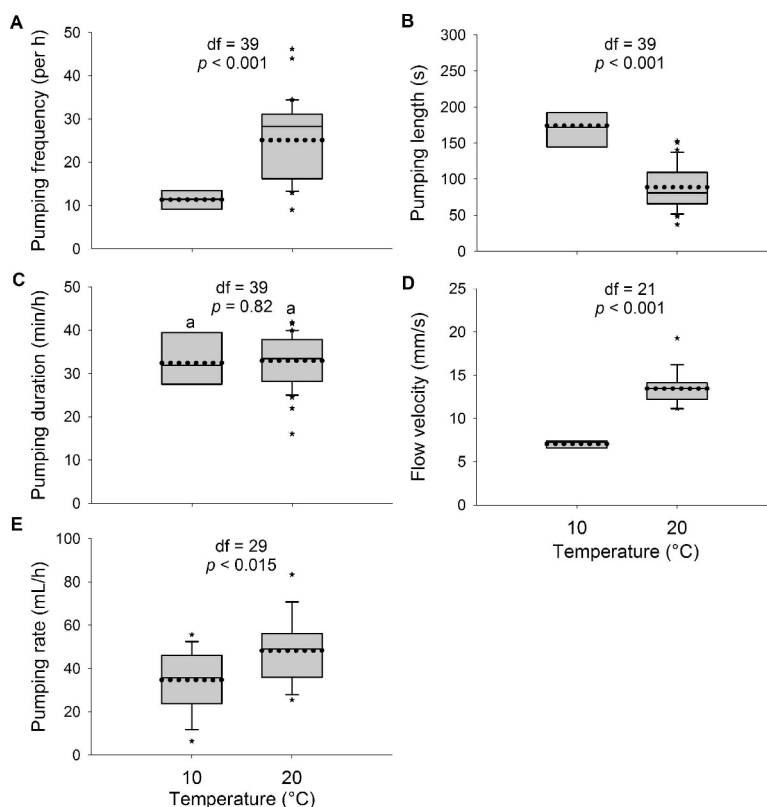 A
df = 39
p < 0.001
Pumping frequency (per h)
50
40
30
20
10
0
B
df = 39
p < 0.001
Pumping length (s)
300
250
200
150
100
50
0
C
df = 39
p = 0.82
a
a
Pumping duration (min/h)
50
40
30
20
10
0
D
df = 21
p < 0.001
Flow velocity (mm/s)
25
20
15
10
5
0
10 20
Temperature (°C)
E
df = 29
p < 0.015
Pumping rate (mL/h)
100
80
60
40
20
0
10 20
Temperature (°C)